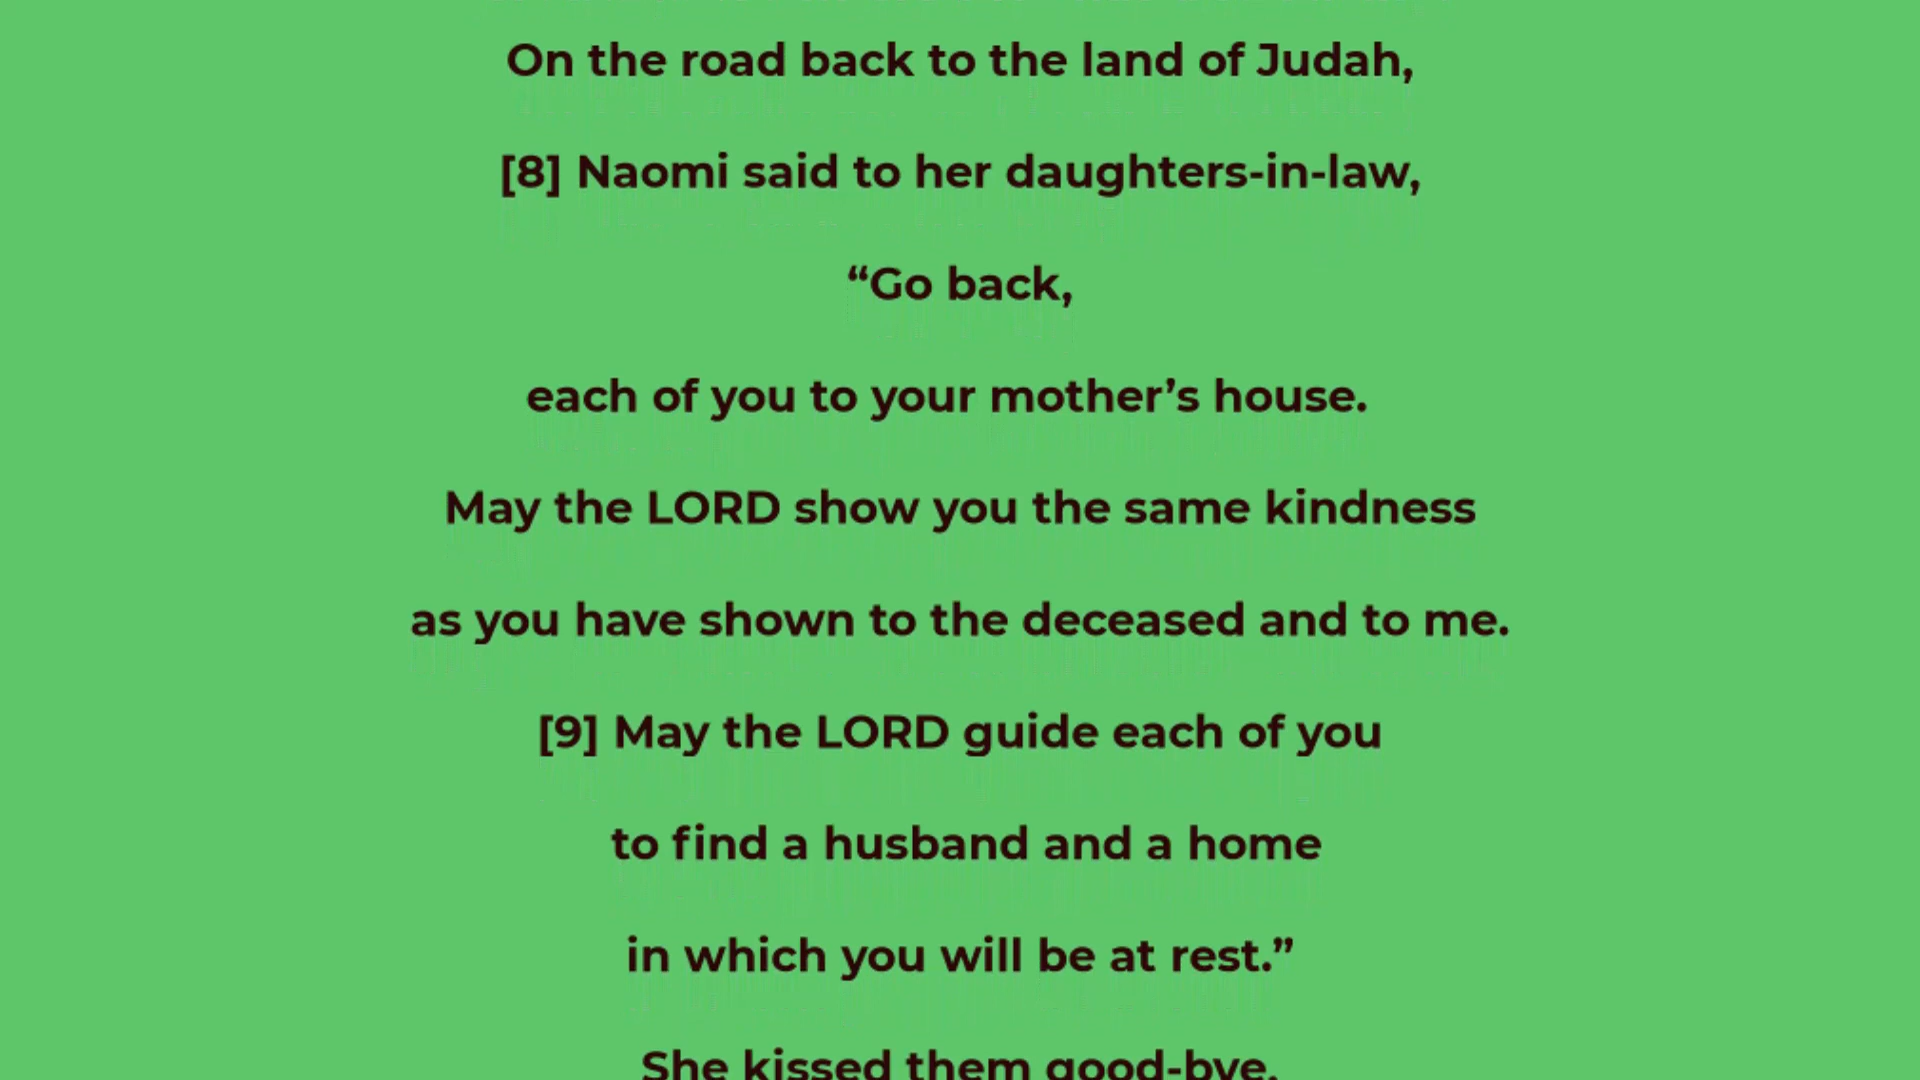 On the road back to the land of Judah,
[8] Naomi said to her daughters-in-law,
“Go back,
each of you to your mother’s house.
May the LORD show you the same kindness
as you have shown to the deceased and to me.
[9] May the LORD guide each of you
to find a husband and a home
in which you will be at rest.”
She kissed them good-bye,